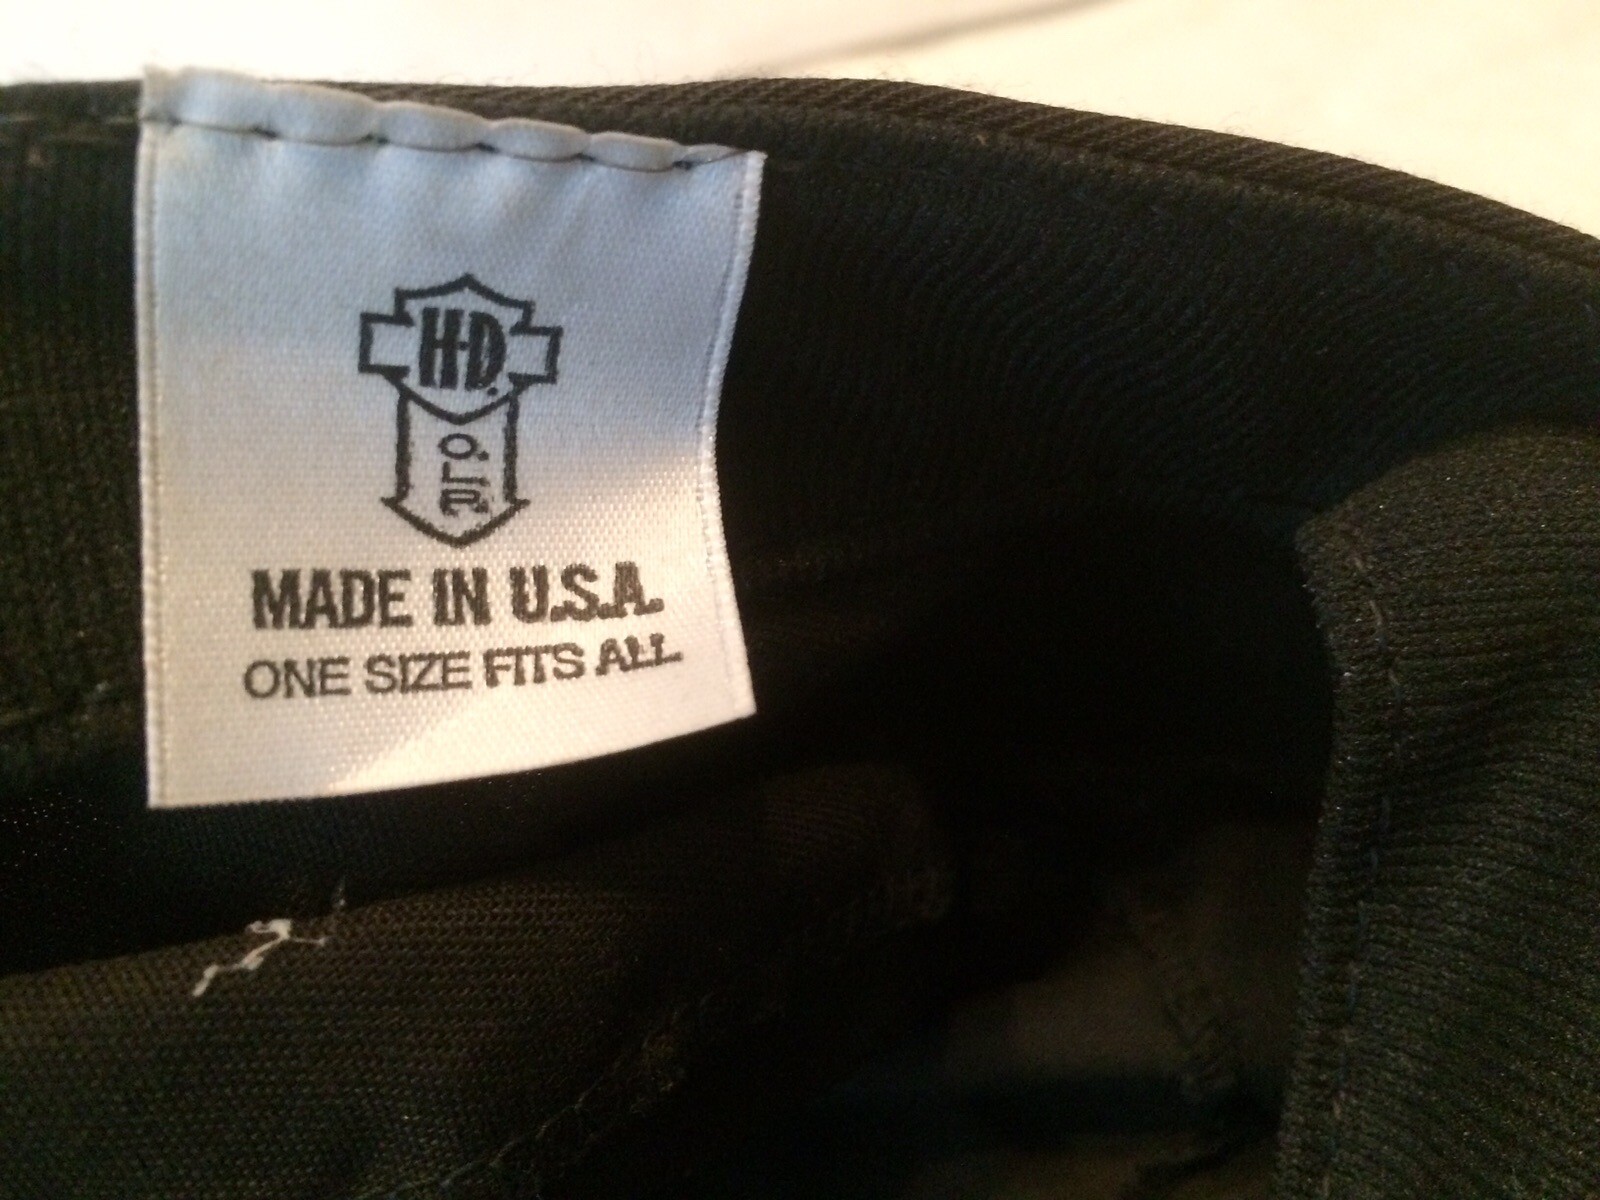 H-D.
MADE IN U.S.A.
ONE SIZE FITS ALL